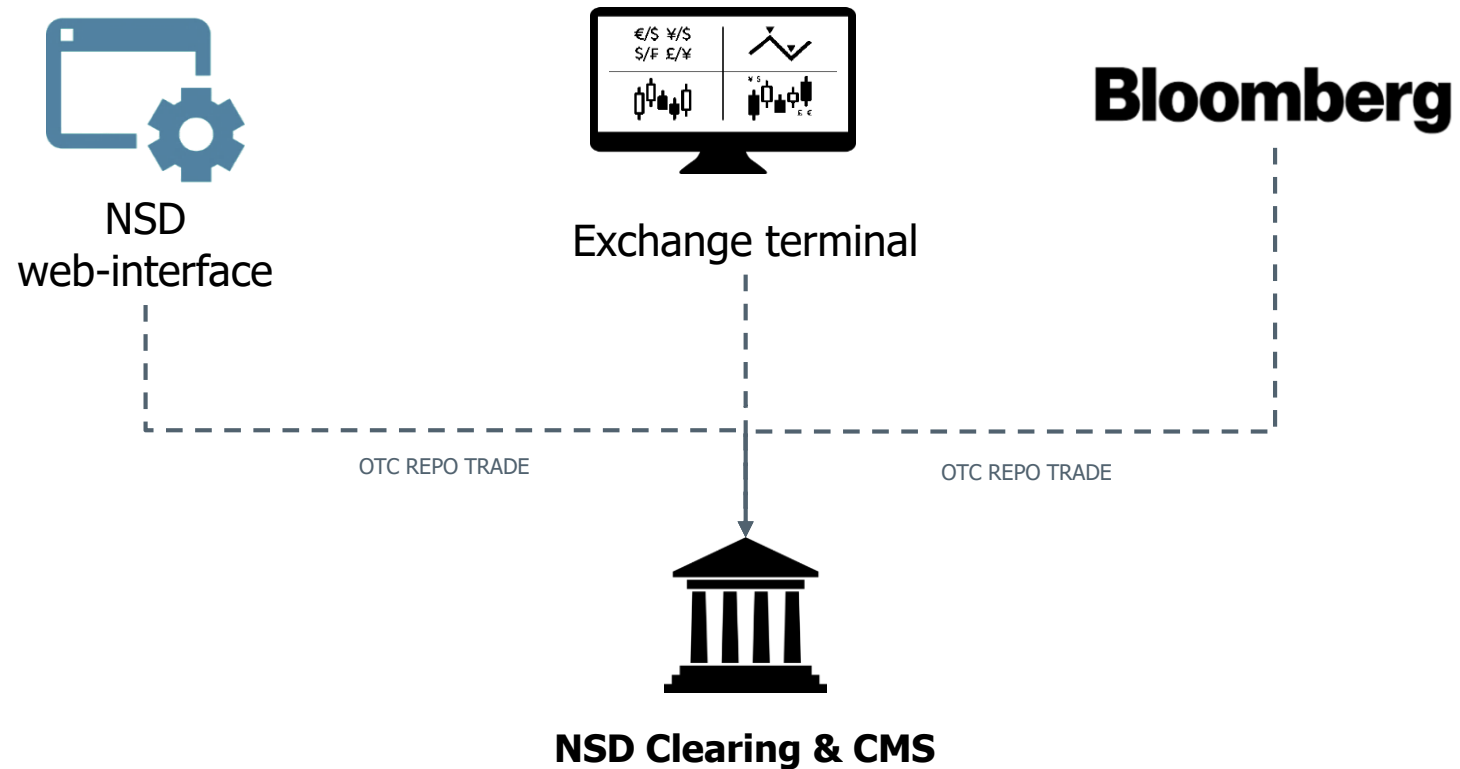 €/$ ¥/$
$/₣ £/¥
¥ $
£ €
Bloomberg
NSD
web-interface
Exchange terminal
OTC REPO TRADE
OTC REPO TRADE
NSD Clearing & CMS